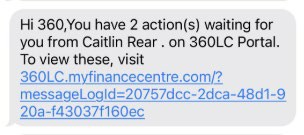 Hi 360,You have 2 action(s) waiting for
you from Caitlin Rear . on 360LC Portal.
To view these, visit
360LC.myfinancecentre.com/?
messageLogId=20757dcc-2dca-48d1-9
20a-f43037f160ec